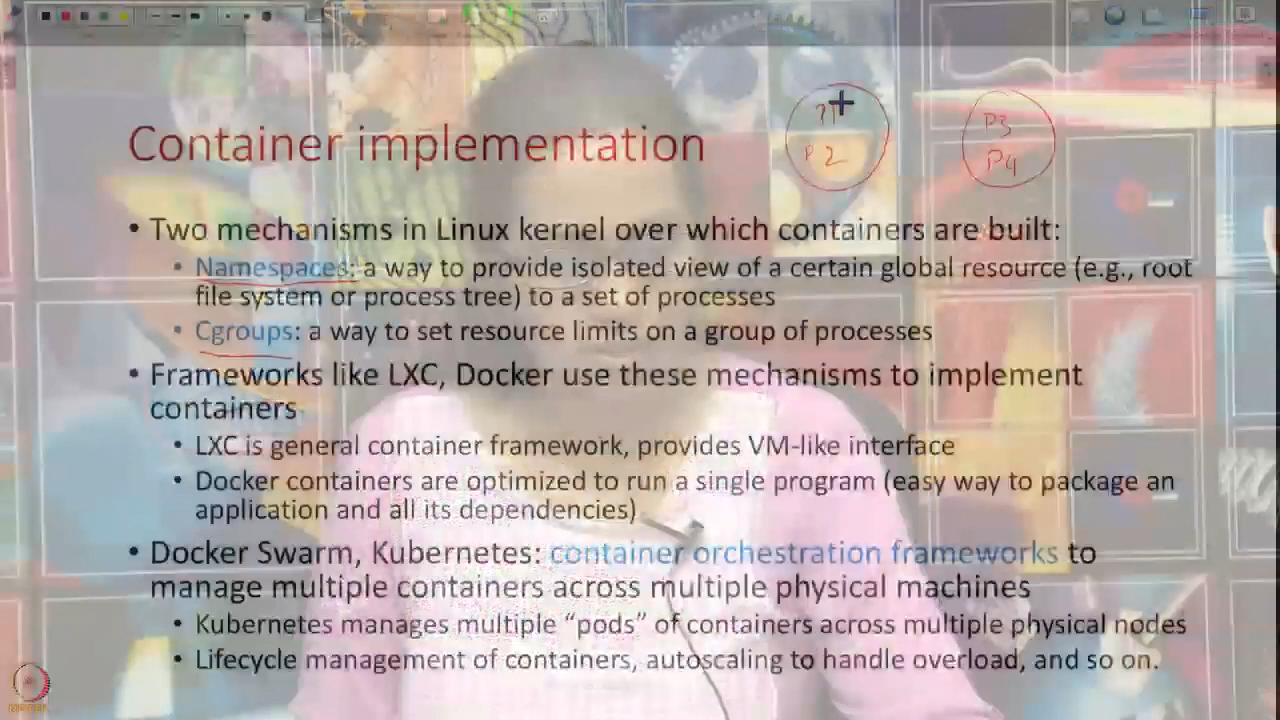 Container implementation
P2
P3
P4
• Two mechanisms in Linux kernel over which containers are built:
• Namespaces: a way to provide isolated view of a certain global resource (e.g., root
file system or process tree) to a set of processes
• Cgroups: a way to set resource limits on a group of processes
• Frameworks like LXC, Docker use these mechanisms to implement
containers
• LXC is general container framework, provides VM-like interface
• Docker containers are optimized to run a single program (easy way to package an
application and all its dependencies)
• Docker Swarm, Kubernetes: container orchestration frameworks to
manage multiple containers across multiple physical machines
• Kubernetes manages multiple “pods” of containers across multiple physical nodes
• Lifecycle management of containers, autoscaling to handle overload, and so on.